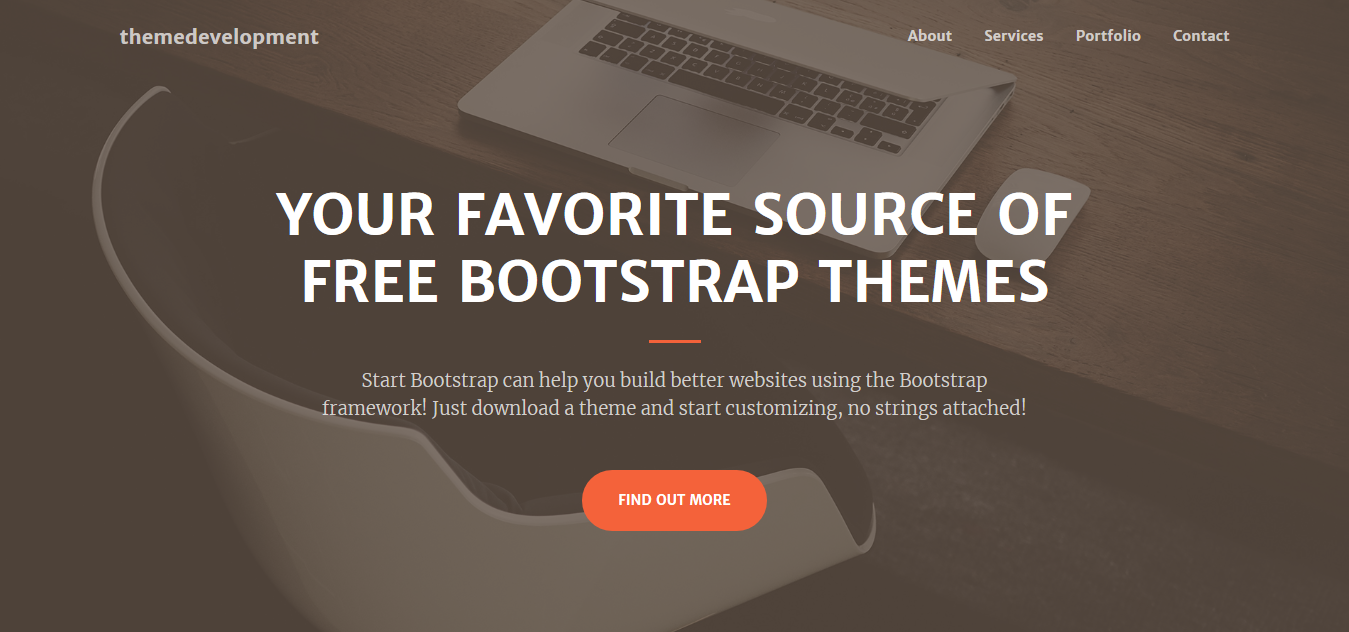 themedevelopment
About Services Portfolio Contact
YOUR FAVORITE SOURCE OF
FREE BOOTSTRAP THEMES
Start Bootstrap can help you build better websites using the Bootstrap
framework! Just download a theme and start customizing, no strings attached!
FIND OUT MORE